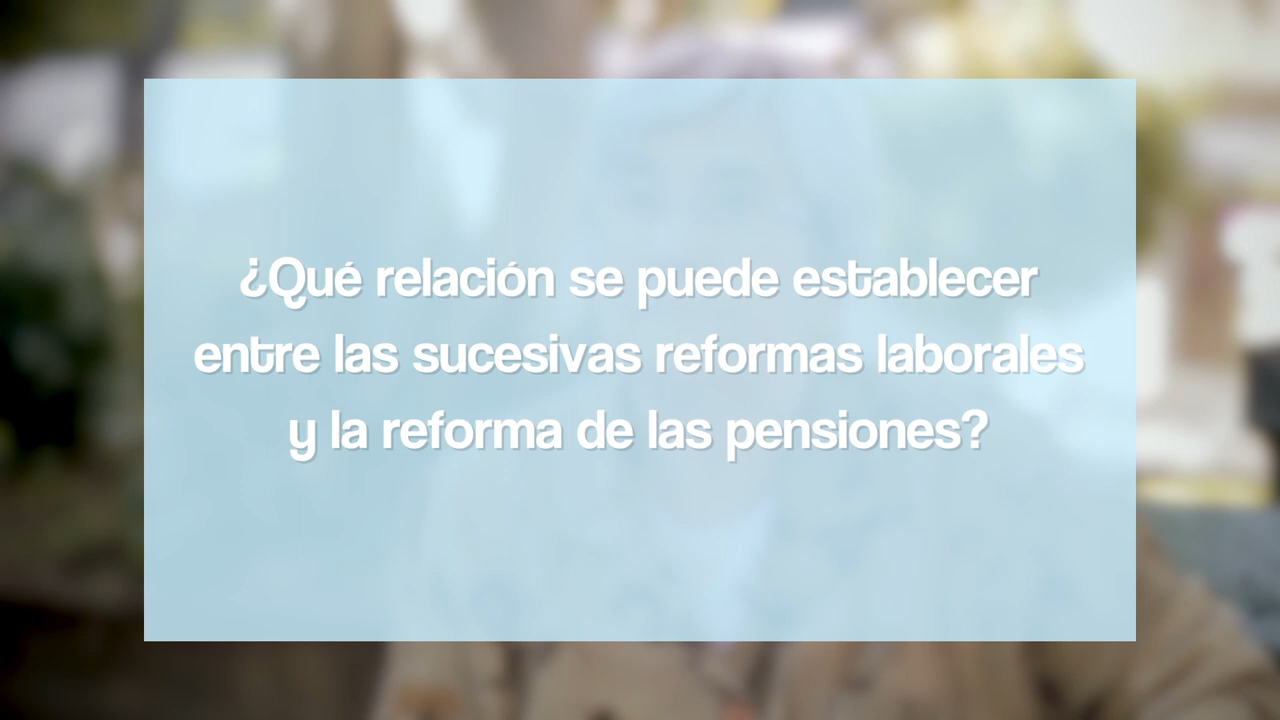 ¿Qué relación se puede establecer
entre las sucesivas reformas laborales
y la reforma de las pensiones?